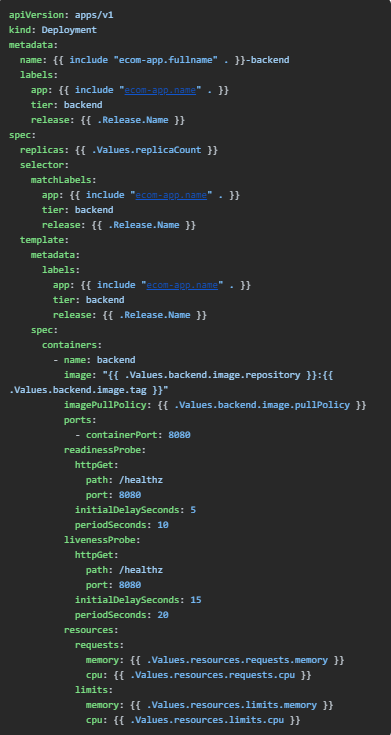 apiVersion: apps/v1
kind: Deployment
metadata:
  name: {{ include "ecom-app.fullname" . }}-backend
  labels:
    app: {{ include "ecom-app.name" . }}
    tier: backend
    release: {{ .Release.Name }}
spec:
  replicas: {{ .Values.replicaCount }}
  selector:
    matchLabels:
      app: {{ include "ecom-app.name" . }}
      tier: backend
      release: {{ .Release.Name }}
  template:
    metadata:
      labels:
        app: {{ include "ecom-app.name" . }}
        tier: backend
        release: {{ .Release.Name }}
    spec:
      containers:
        - name: backend
          image: "{{ .Values.backend.image.repository }}:{{
.Values.backend.image.tag }}"
          imagePullPolicy: {{ .Values.backend.image.pullPolicy }}
          ports:
            - containerPort: 8080
          readinessProbe:
            httpGet:
              path: /healthz
              port: 8080
            initialDelaySeconds: 5
            periodSeconds: 10
          livenessProbe:
            httpGet:
              path: /healthz
              port: 8080
            initialDelaySeconds: 15
            periodSeconds: 20
          resources:
            requests:
              memory: {{ .Values.resources.requests.memory }}
              cpu: {{ .Values.resources.requests.cpu }}
            limits:
              memory: {{ .Values.resources.limits.memory }}
              cpu: {{ .Values.resources.limits.cpu }}